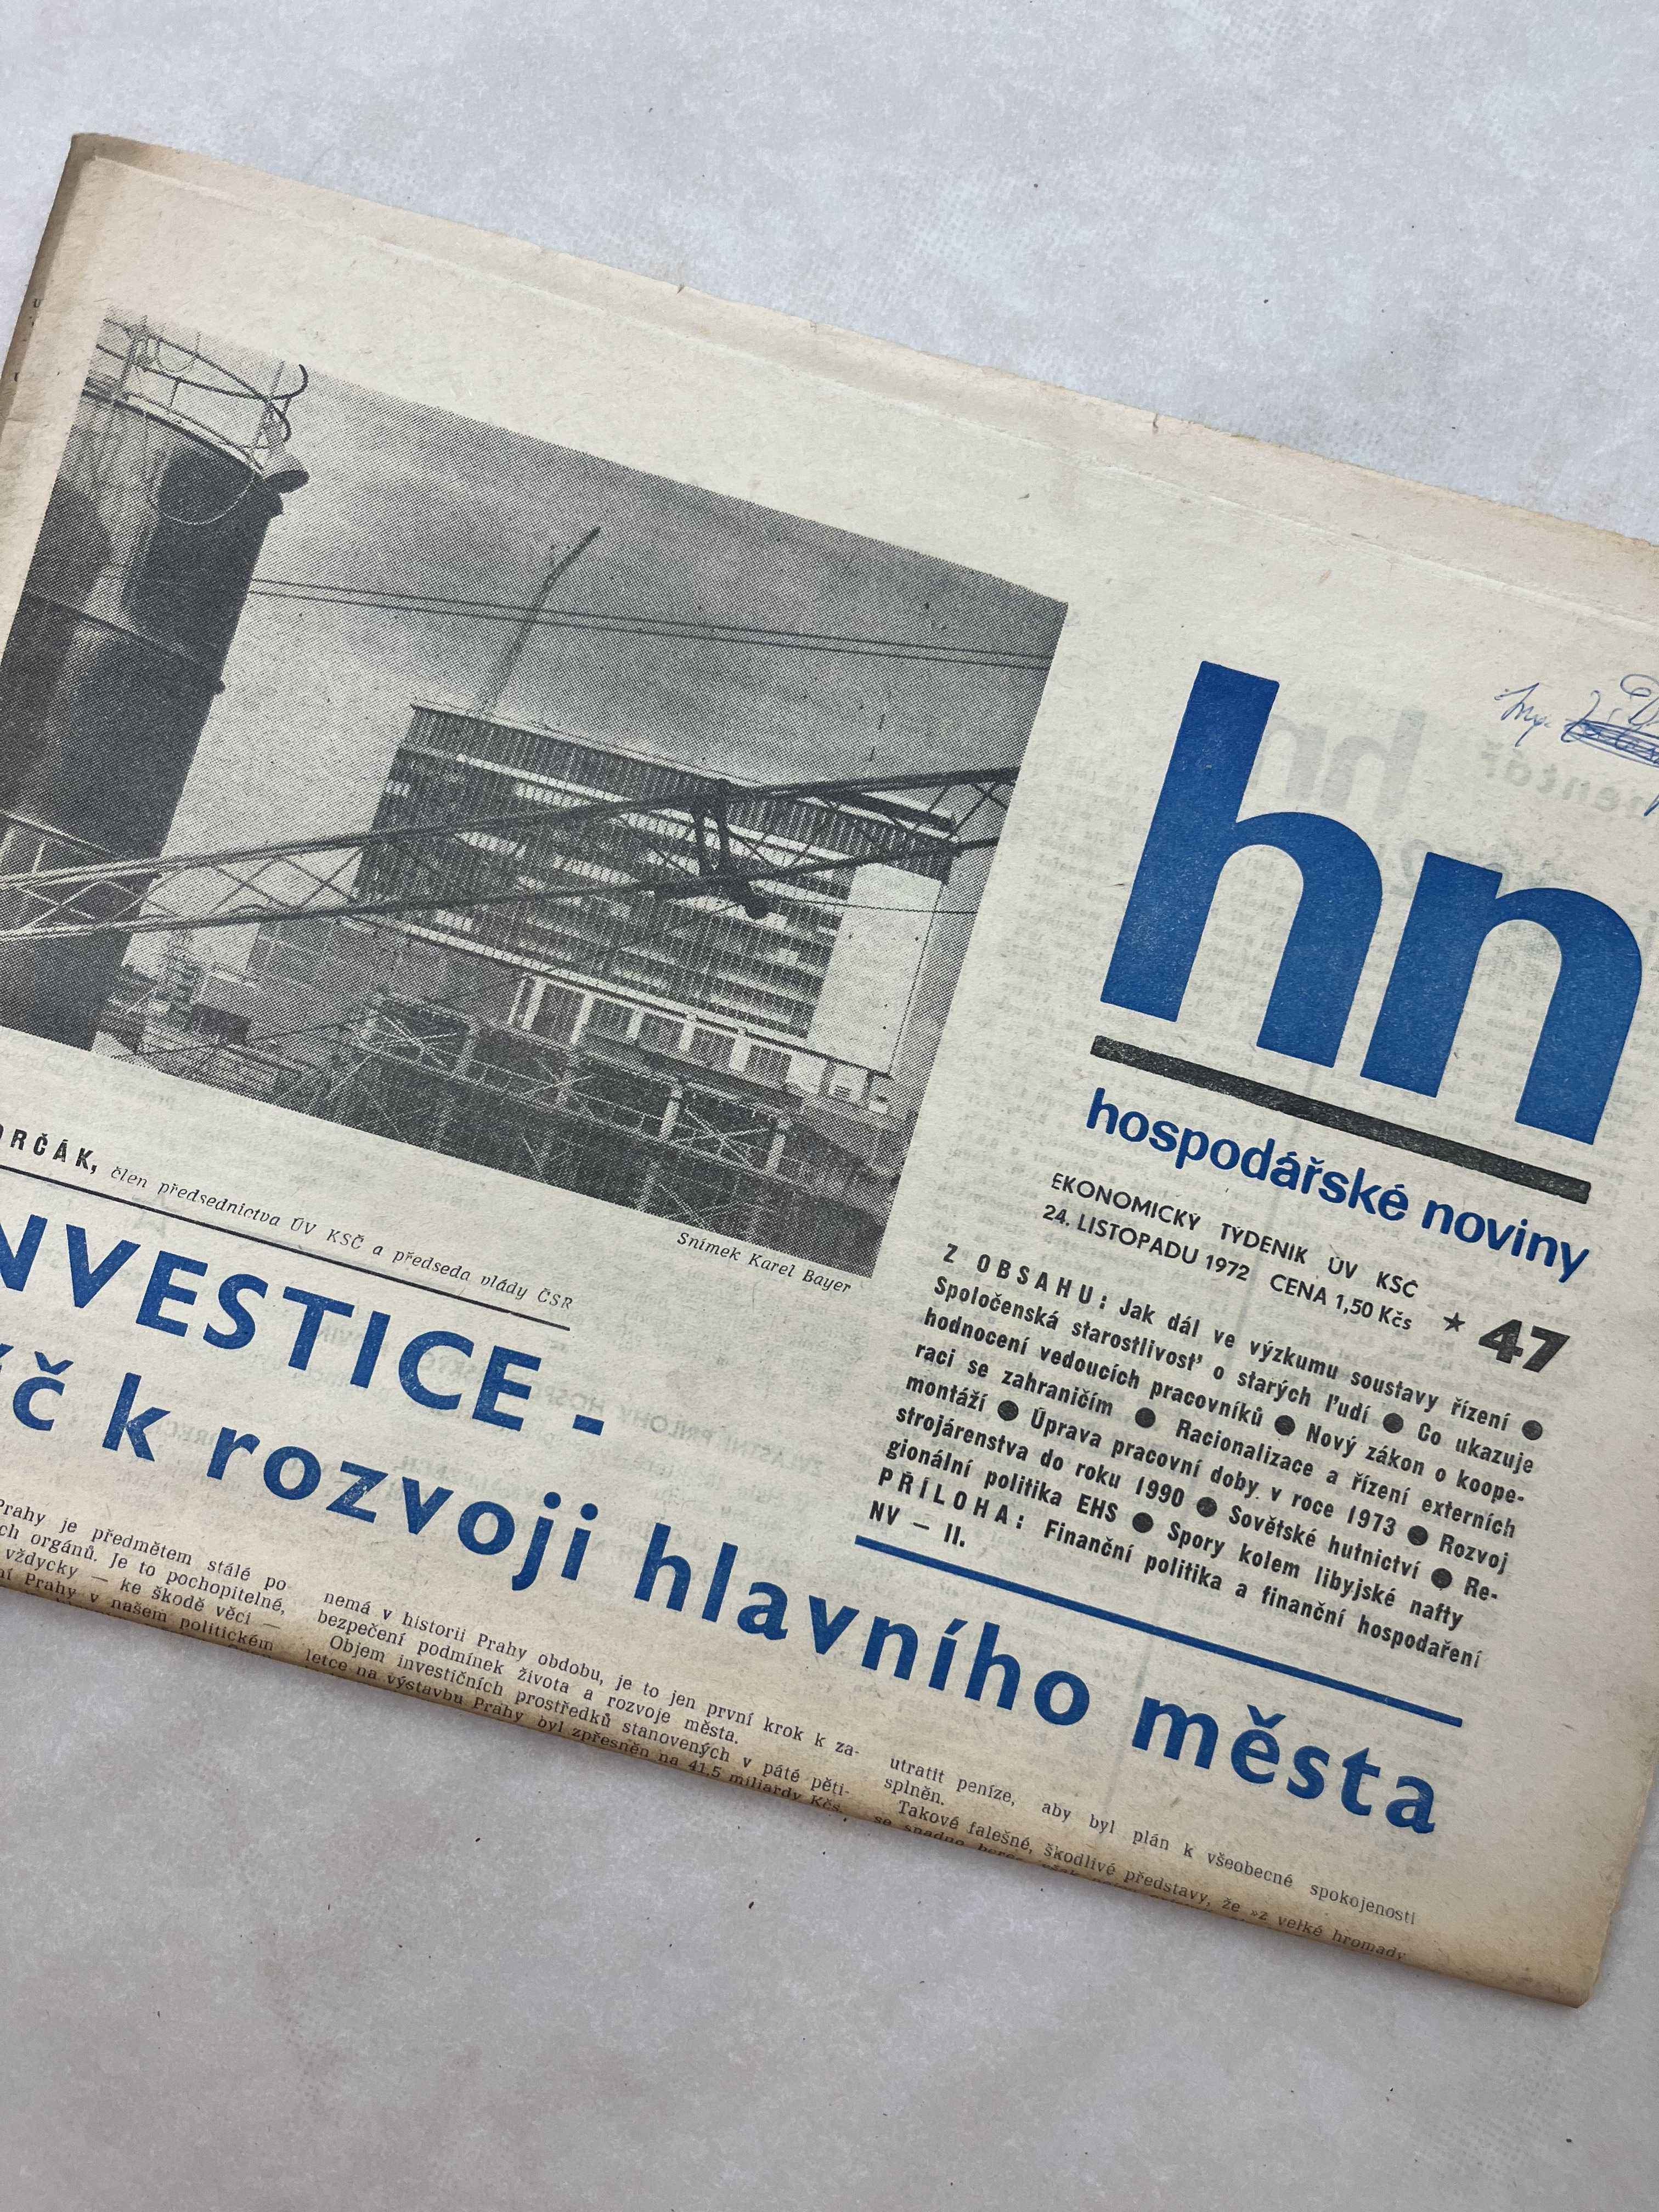 hn
hospodářské noviny
EKONOMICKÝ TÝDENÍK ÚV KSČ
24. LISTOPADU 1972 CENA 1,50 Kčs ★ 47
Z OBSAHU: Jak dál ve výzkumu soustavy řízení ●
Spoločenská starostlivosť o starých ľudí ● Co ukazuje
hodnocení vedoucích pracovníků ● Nový zákon o koope-
raci se zahraničím ● Racionalizace a řízení externích
montáží ● Úprava pracovní doby v roce 1973 ● Rozvoj
strojárenstva do roku 1990 ● Sovětské hutnictví ● Re-
gionální politika EHS ● Spory kolem libyjské nafty
PŘÍLOHA: Finanční politika a finanční hospodaření
NV — II.
Snímek Karel Bayer
ORČÁK, člen předsednictva ÚV KSČ a předseda vlády ČSR
NVESTICE -
íč k rozvoji hlavního města
Prahy je předmětem stálé po-
ch orgánů. Je to pochopitelné,
vždycky — ke škodě věci —
ní Prahy v našem politickém
nemá v historii Prahy obdobu, je to jen první krok k za-
bezpečení podmínek života a rozvoje města.
Objem investičních prostředků stanovených v páté pěti-
letce na výstavbu Prahy byl zpřesněn na 41,5 miliardy Kčs,
utratit peníze, aby byl plán k všeobecné spokojenosti
splněn.
Takové falešné, škodlivé představy, že »z velké hromady
se snadno bere«
Ing.